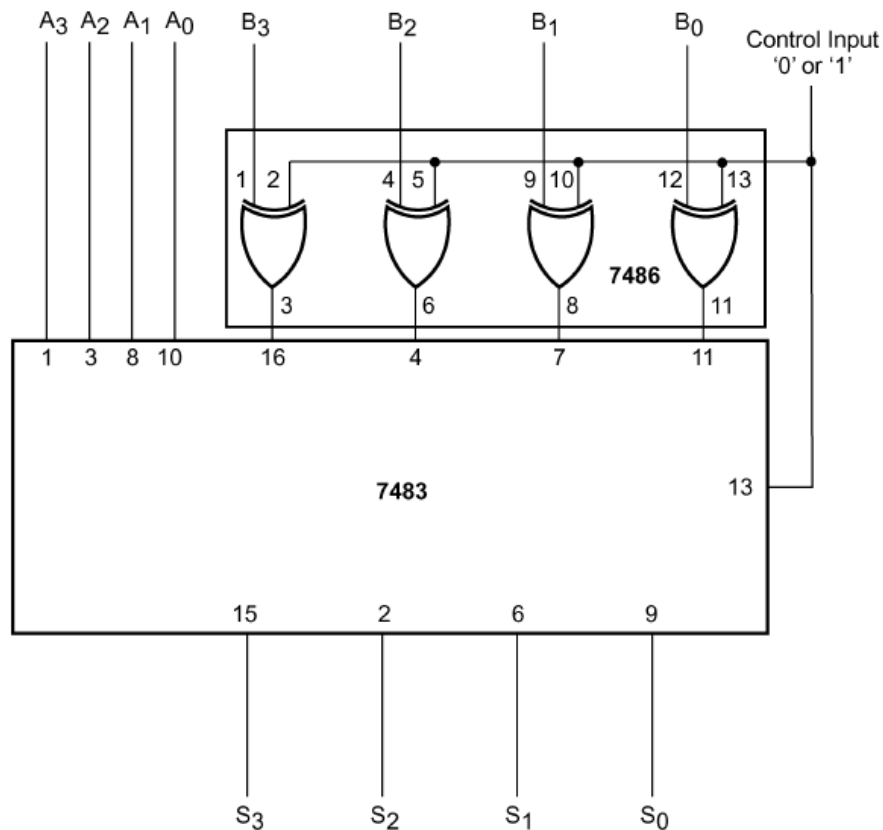 A3 A2 A1 A0 B3 B2 B1 B0
Control Input
‘0’ or ‘1’
1 2 4 5 9 10 12 13
7486
3 6 8 11
1 3 8 10 16 4 7 11
7483
13
15 2 6 9
S3 S2 S1 S0